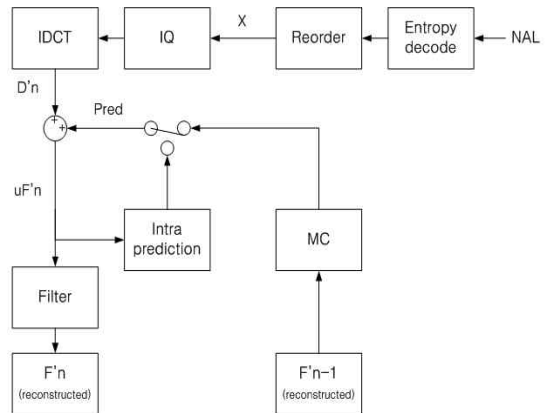 IDCT
IQ
X
Reorder
Entropy
decode
NAL
D'n
Pred
+
+
uF'n
Intra
prediction
MC
Filter
F'n
(reconstructed)
F'n-1
(reconstructed)